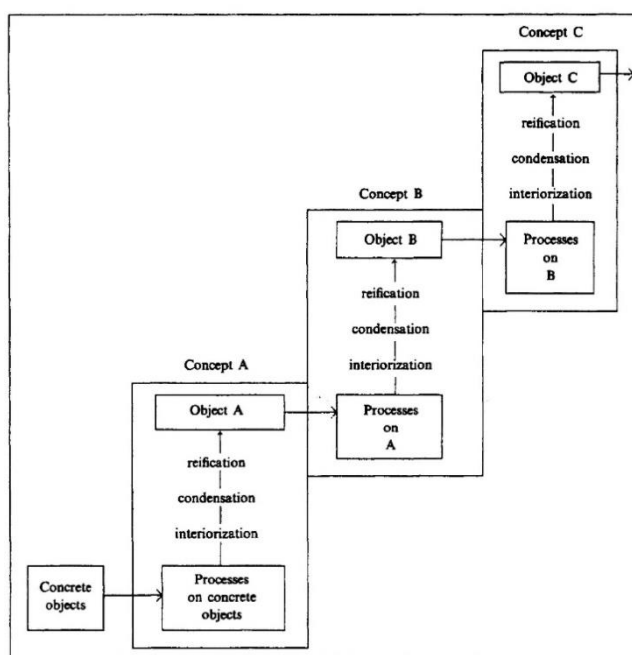 Concept C
Object C
reification
condensation
interiorization
Processes
on
B
Concept B
Object B
reification
condensation
interiorization
Processes
on
A
Concept A
Object A
reification
condensation
interiorization
Processes
on concrete
objects
Concrete
objects